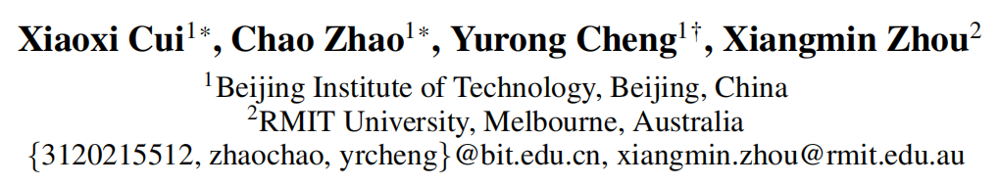 Xiaoxi Cui1*, Chao Zhao1*, Yurong Cheng1†, Xiangmin Zhou2
1Beijing Institute of Technology, Beijing, China
2RMIT University, Melbourne, Australia
{3120215512, zhaochao, yrcheng}@bit.edu.cn, xiangmin.zhou@rmit.edu.au